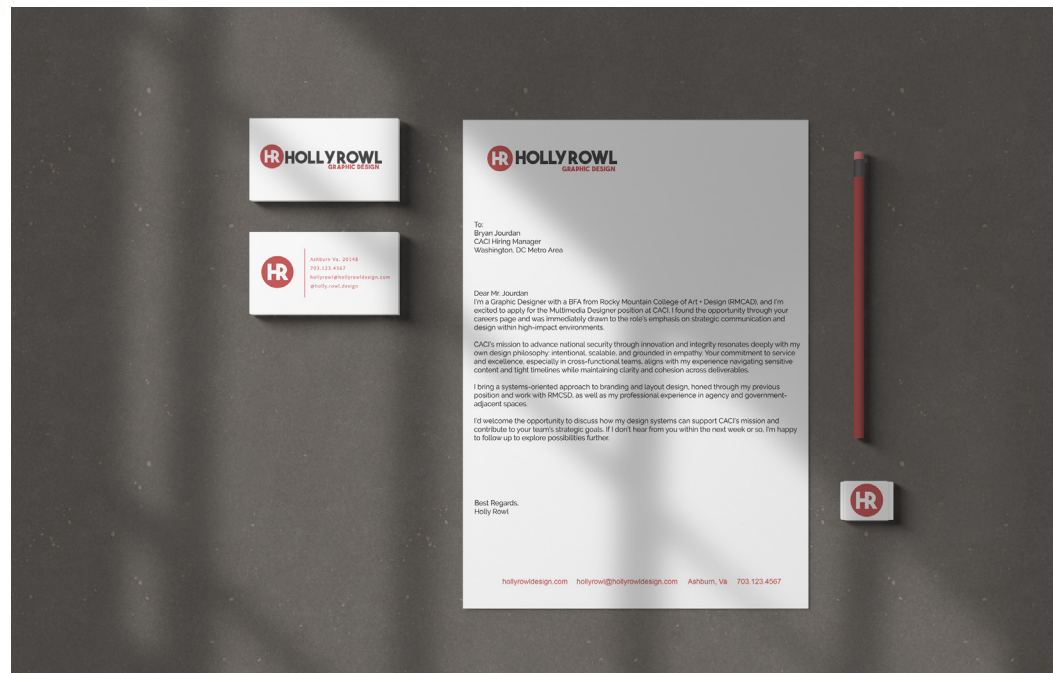 HR HOLLY ROWL
GRAPHIC DESIGN
HR
Ashburn Va. 20148
703.123.4567
hollyrowl@hollyrowldesign.com
@holly.rowl.design
HR HOLLY ROWL
GRAPHIC DESIGN
To:
Bryan Jourdan
CACI Hiring Manager
Washington, DC Metro Area
Dear Mr. Jourdan
I'm a Graphic Designer with a BFA from Rocky Mountain College of Art + Design (RMCAD), and I'm
excited to apply for the Multimedia Designer position at CACI. I found the opportunity through your
careers page and was immediately drawn to the role's emphasis on strategic communication and
design within high-impact environments.
CACI's mission to advance national security through innovation and integrity resonates deeply with my
own design philosophy: intentional, scalable, and grounded in empathy. Your commitment to service
and excellence, especially in cross-functional teams, aligns with my experience navigating sensitive
content and tight timelines while maintaining clarity and cohesion across deliverables.
I bring a systems-oriented approach to branding and layout design, honed through my previous
position and work with RMCSD, as well as my professional experience in agency and government-
adjacent spaces.
I'd welcome the opportunity to discuss how my design systems can support CACI's mission and
contribute to your team's strategic goals. If I don't hear from you within the next week or so, I'm happy
to follow up to explore possibilities further.
Best Regards,
Holly Rowl
hollyrowldesign.com hollyrowl@hollyrowldesign.com Ashburn, Va 703.123.4567
HR